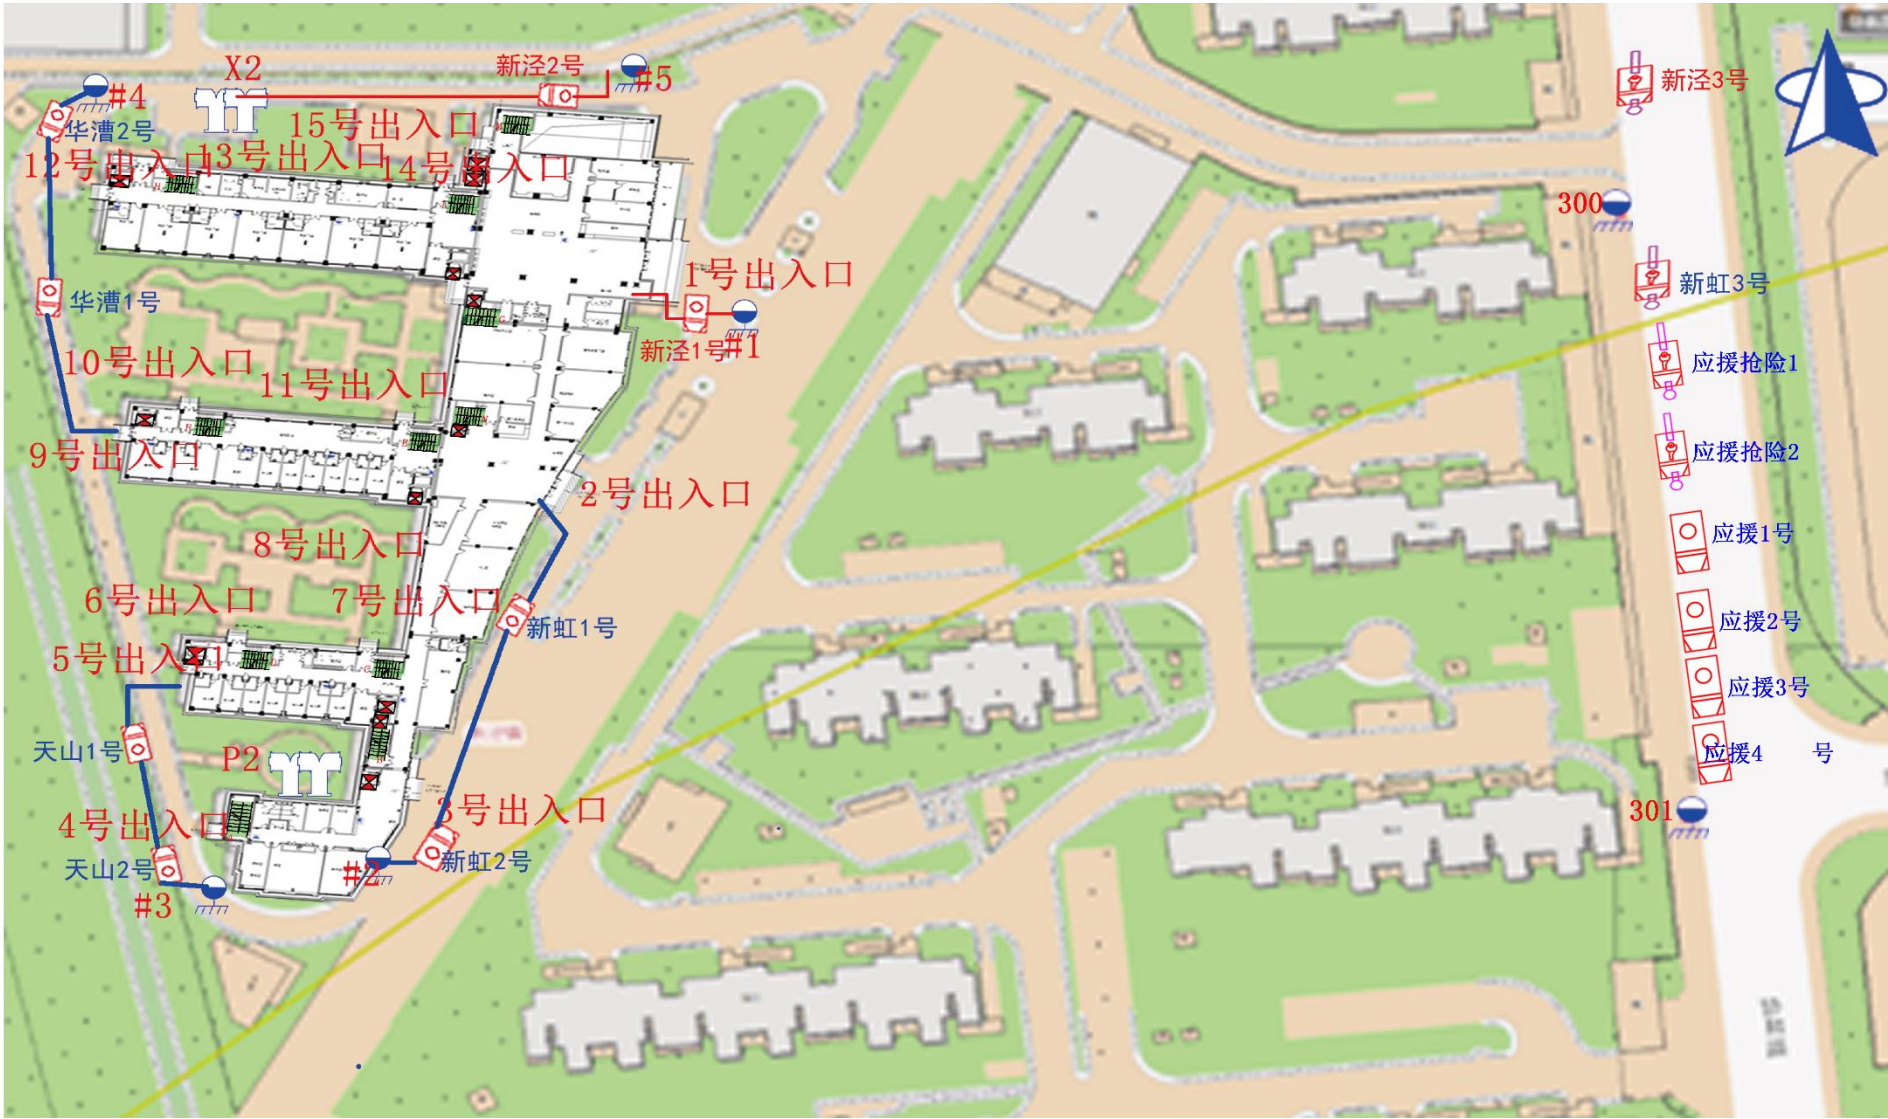 新泾2号
X2
#5
#4
新泾3号
华漕2号
15号出入口
12号出入口
13号出入口
14号出入口
300
1号出入口
新虹3号
华漕1号
新泾1号
#1
10号出入口
11号出入口
应援抢险1
9号出入口
应援抢险2
2号出入口
8号出入口
应援1号
6号出入口
7号出入口
新虹1号
应援2号
5号出入口
应援3号
天山1号
P2
应援4 号
4号出入口
3号出入口
301
天山2号
#2
新虹2号
#3